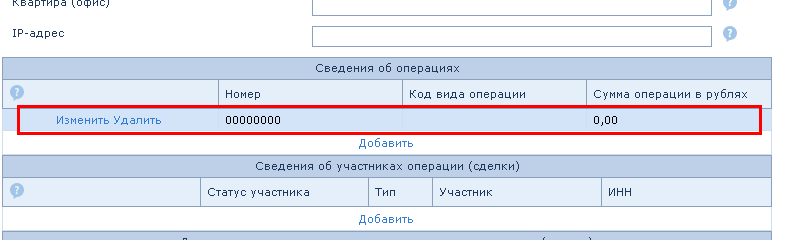 Квартира (офис)
?
IP-адрес
?
Сведения об операциях
? Номер Код вида операции Сумма операции в рублях
Изменить Удалить 00000000 0,00
Добавить
Сведения об участниках операции (сделки)
? Статус участника Тип Участник ИНН
Добавить